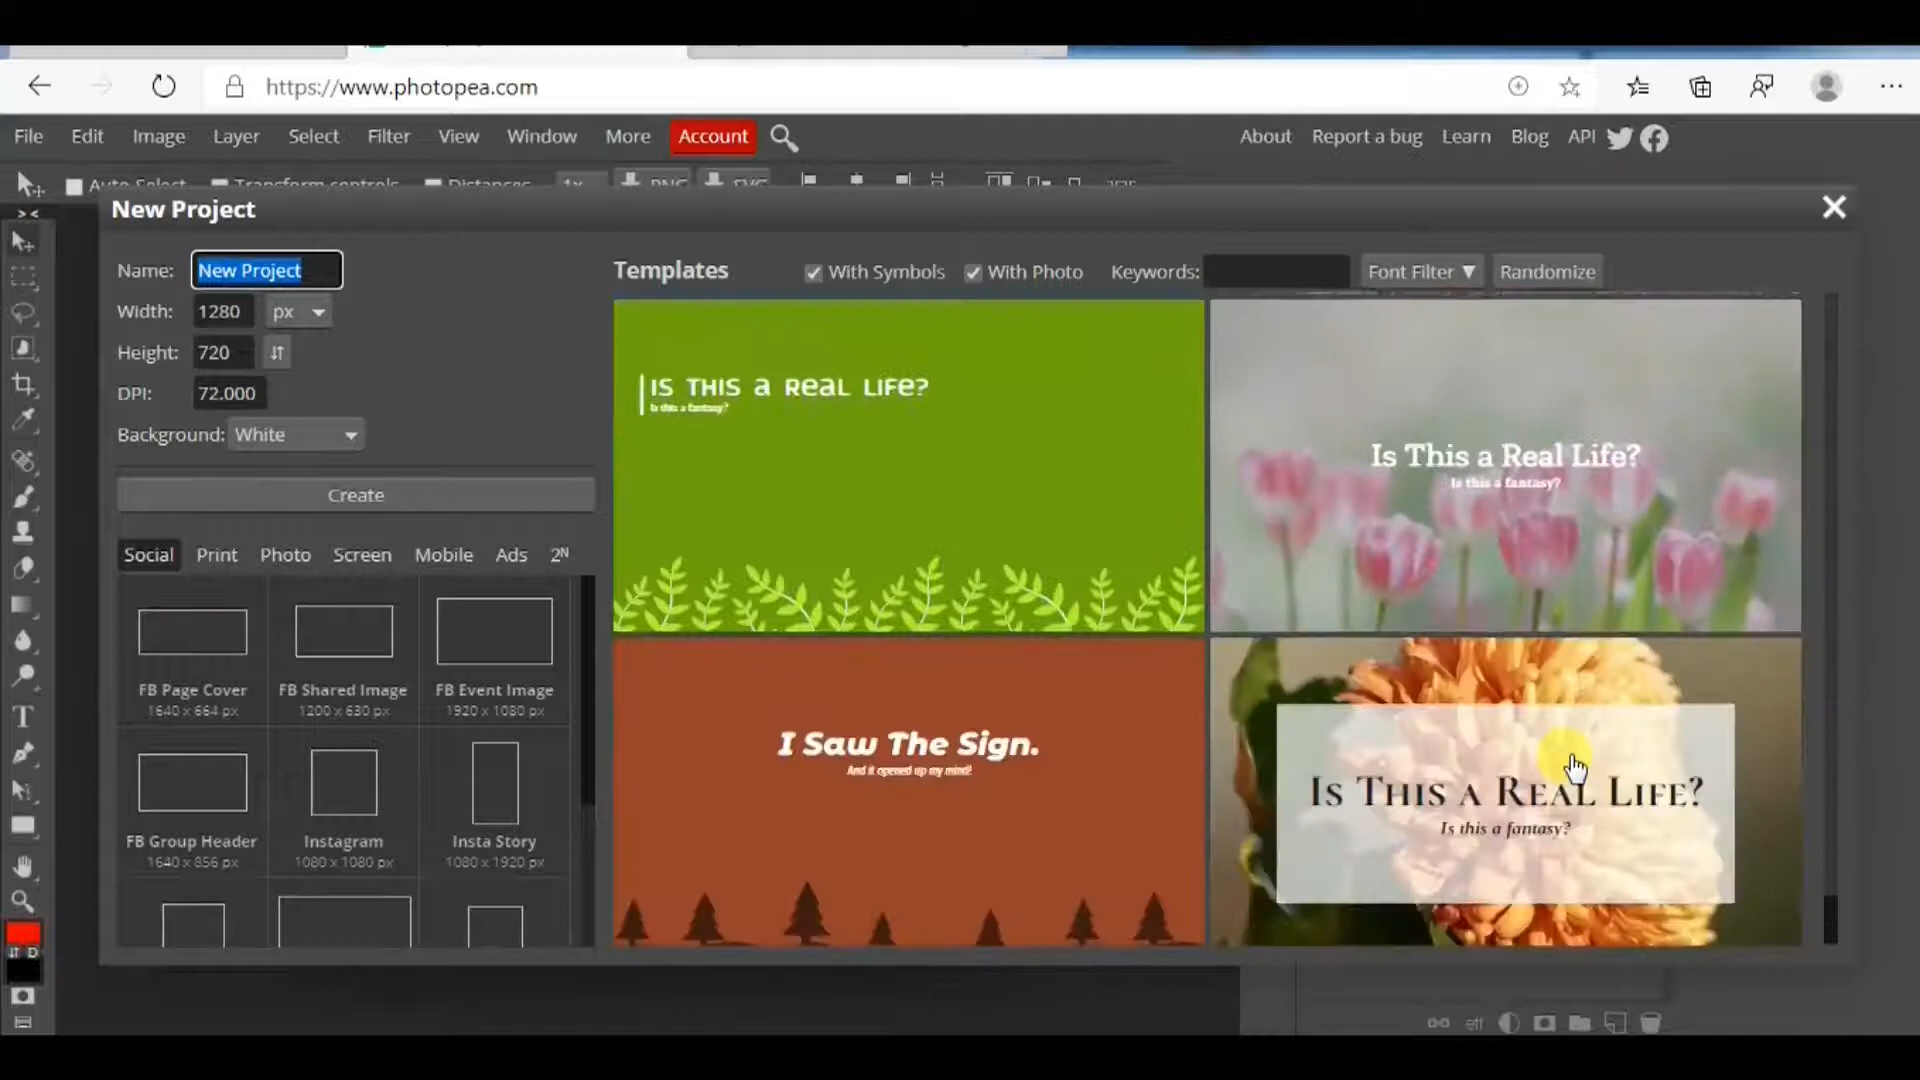 https://www.photopea.com
File Edit Image Layer Select Filter View Window More Account About Report a bug Learn Blog API
Auto-Select Transform controls Distances 1x PNG SVG
New Project
Name: New Project
Width: 1280 px
Height: 720
DPI: 72.000
Background: White
Create
Social Print Photo Screen Mobile Ads 2ᴺ
FB Page Cover
1640 x 664 px
FB Shared Image
1200 x 630 px
FB Event Image
1920 x 1080 px
FB Group Header
1640 x 856 px
Instagram
1080 x 1080 px
Insta Story
1080 x 1920 px
Templates With Symbols With Photo Keywords: Font Filter ▼ Randomize
Is This a Real Life?
Is this a fantasy?
Is This a Real Life?
Is this a fantasy?
I Saw The Sign.
And it opened up my mind!
Is This a Real Life?
Is this a fantasy?
D
eff